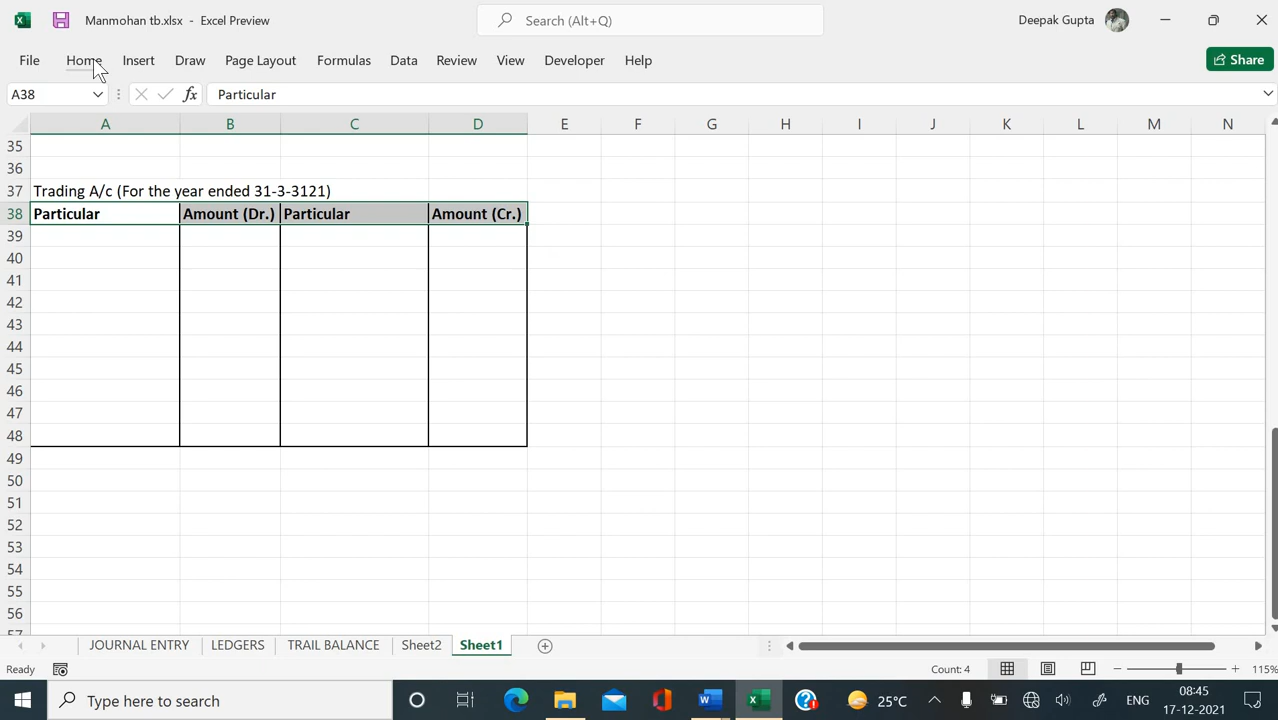 Manmohan tb.xlsx - Excel Preview
Search (Alt+Q)
Deepak Gupta
File Home Insert Draw Page Layout Formulas Data Review View Developer Help
Share
A38
fx
Particular
A B C D E F G H I J K L M N
35
36
37 Trading A/c (For the year ended 31-3-3121)
38 Particular Amount (Dr.) Particular Amount (Cr.)
39
40
41
42
43
44
45
46
47
48
49
50
51
52
53
54
55
56
57
JOURNAL ENTRY LEDGERS TRAIL BALANCE Sheet2 Sheet1
Ready
Count: 4
115%
Type here to search
25°C
ENG
08:45
17-12-2021